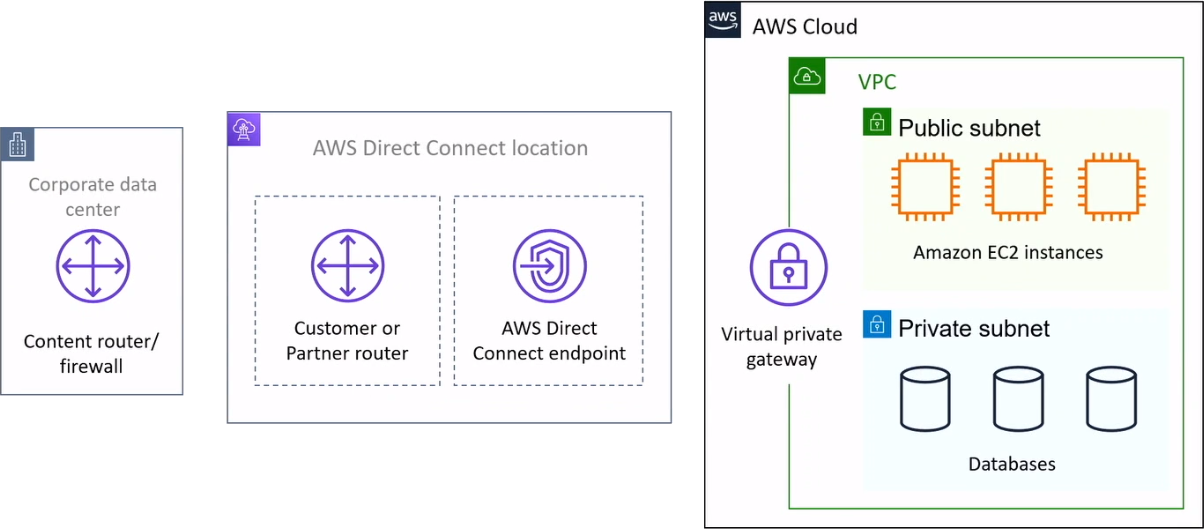 Corporate data
center
Content router/
firewall
AWS Direct Connect location
Customer or
Partner router
AWS Direct
Connect endpoint
aws
AWS Cloud
VPC
Public subnet
Amazon EC2 instances
Virtual private
gateway
Private subnet
Databases